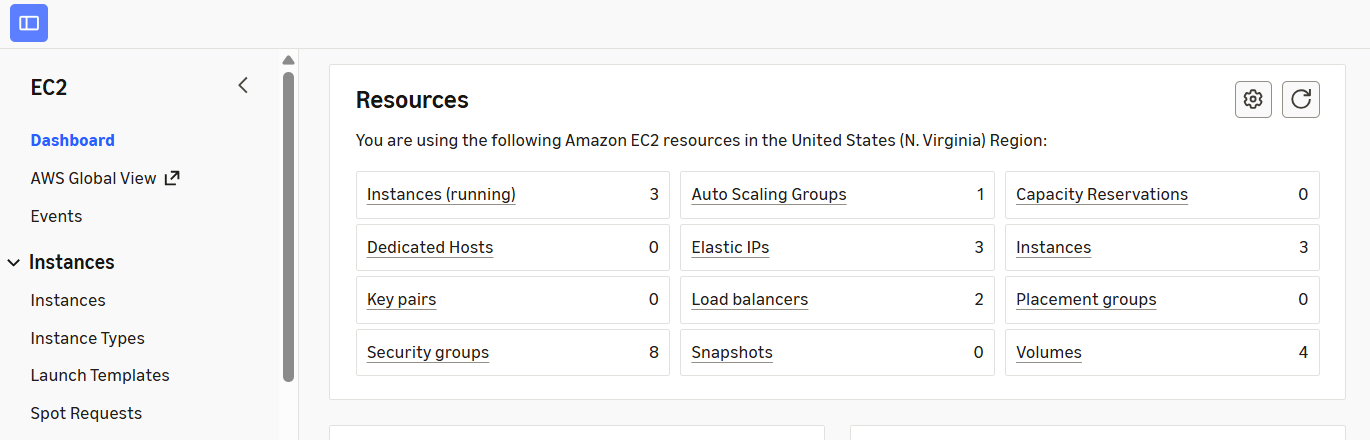 EC2
Dashboard
AWS Global View
Events
Instances
Instances
Instance Types
Launch Templates
Spot Requests
Resources
You are using the following Amazon EC2 resources in the United States (N. Virginia) Region:
Instances (running) 3 Auto Scaling Groups 1 Capacity Reservations 0
Dedicated Hosts 0 Elastic IPs 3 Instances 3
Key pairs 0 Load balancers 2 Placement groups 0
Security groups 8 Snapshots 0 Volumes 4